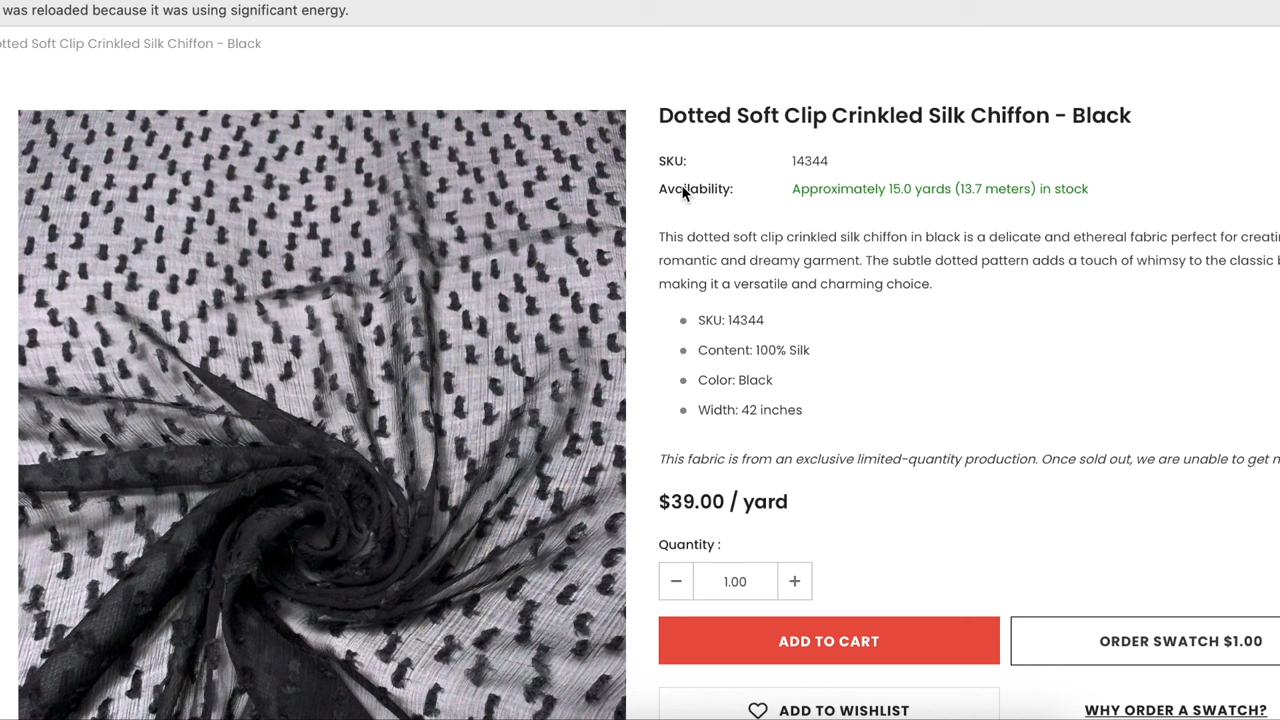 was reloaded because it was using significant energy.
Dotted Soft Clip Crinkled Silk Chiffon - Black
Dotted Soft Clip Crinkled Silk Chiffon - Black
SKU: 14344
Availability: Approximately 15.0 yards (13.7 meters) in stock
This dotted soft clip crinkled silk chiffon in black is a delicate and ethereal fabric perfect for
romantic and dreamy garment. The subtle dotted pattern adds a touch of whimsy to the classic
making it a versatile and charming choice.
SKU: 14344
Content: 100% Silk
Color: Black
Width: 42 inches
This fabric is from an exclusive limited-quantity production. Once sold out, we are unable to get
$39.00 / yard
Quantity :
− 1.00 +
ADD TO CART
ORDER SWATCH $1.00
ADD TO WISHLIST
WHY ORDER A SWATCH?